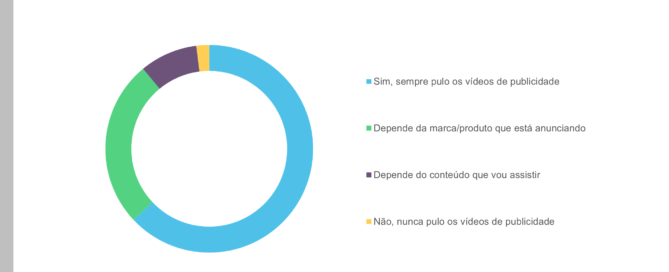 Sim, sempre pulo os vídeos de publicidade
Depende da marca/produto que está anunciando
Depende do conteúdo que vou assistir
Não, nunca pulo os vídeos de publicidade